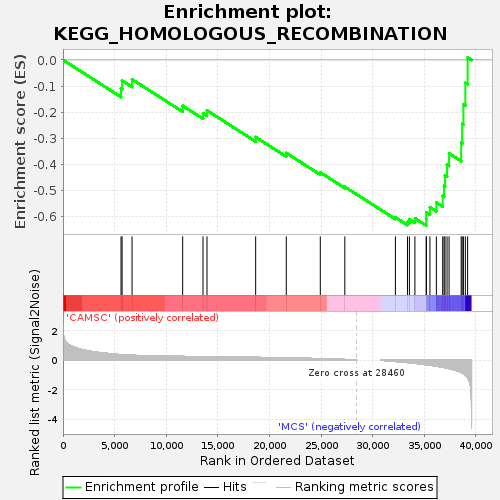 Enrichment plot:
KEGG_HOMOLOGOUS_RECOMBINATION
Enrichment score (ES)
0.0
-0.1
-0.2
-0.3
-0.4
-0.5
-0.6
'CAMSC' (positively correlated)
Ranked list metric (Signal2Noise)
2
0
-2
-4
Zero cross at 28460
'MCS' (negatively correlated)
0
5,000
10,000
15,000
20,000
25,000
30,000
35,000
40,000
Rank in Ordered Dataset
Enrichment profile
Hits
Ranking metric scores